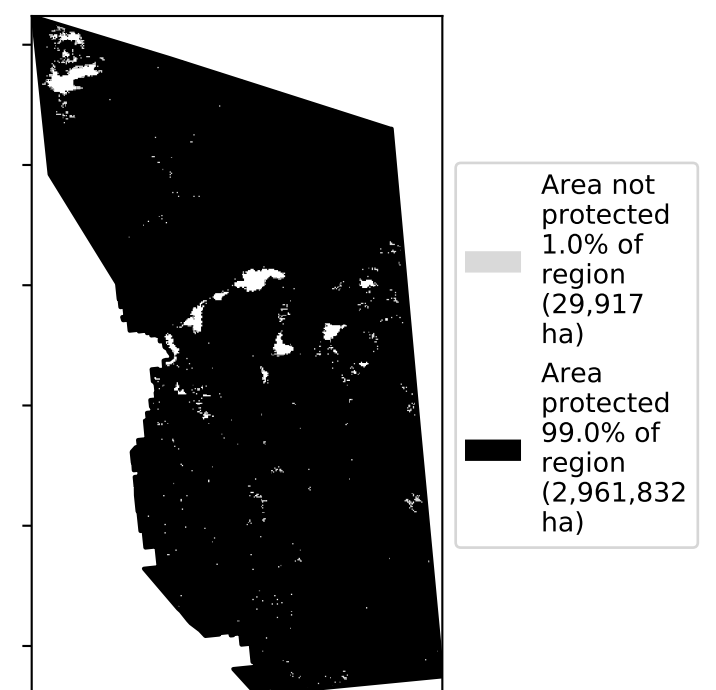 Area not
protected
1.0% of
region
(29,917
ha)
Area
protected
99.0% of
region
(2,961,832
ha)